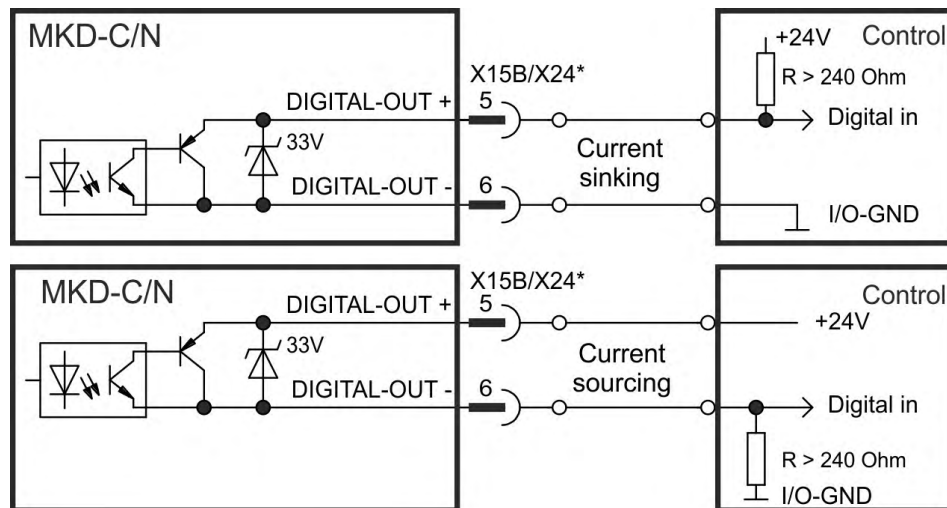 MKD-C/N
DIGITAL-OUT +
33V
DIGITAL-OUT -
X15B/X24*
5
6
Current
sinking
+24V
Control
R > 240 Ohm
Digital in
I/O-GND
MKD-C/N
DIGITAL-OUT +
33V
DIGITAL-OUT -
X15B/X24*
5
6
Current
sourcing
Control
+24V
Digital in
R > 240 Ohm
I/O-GND